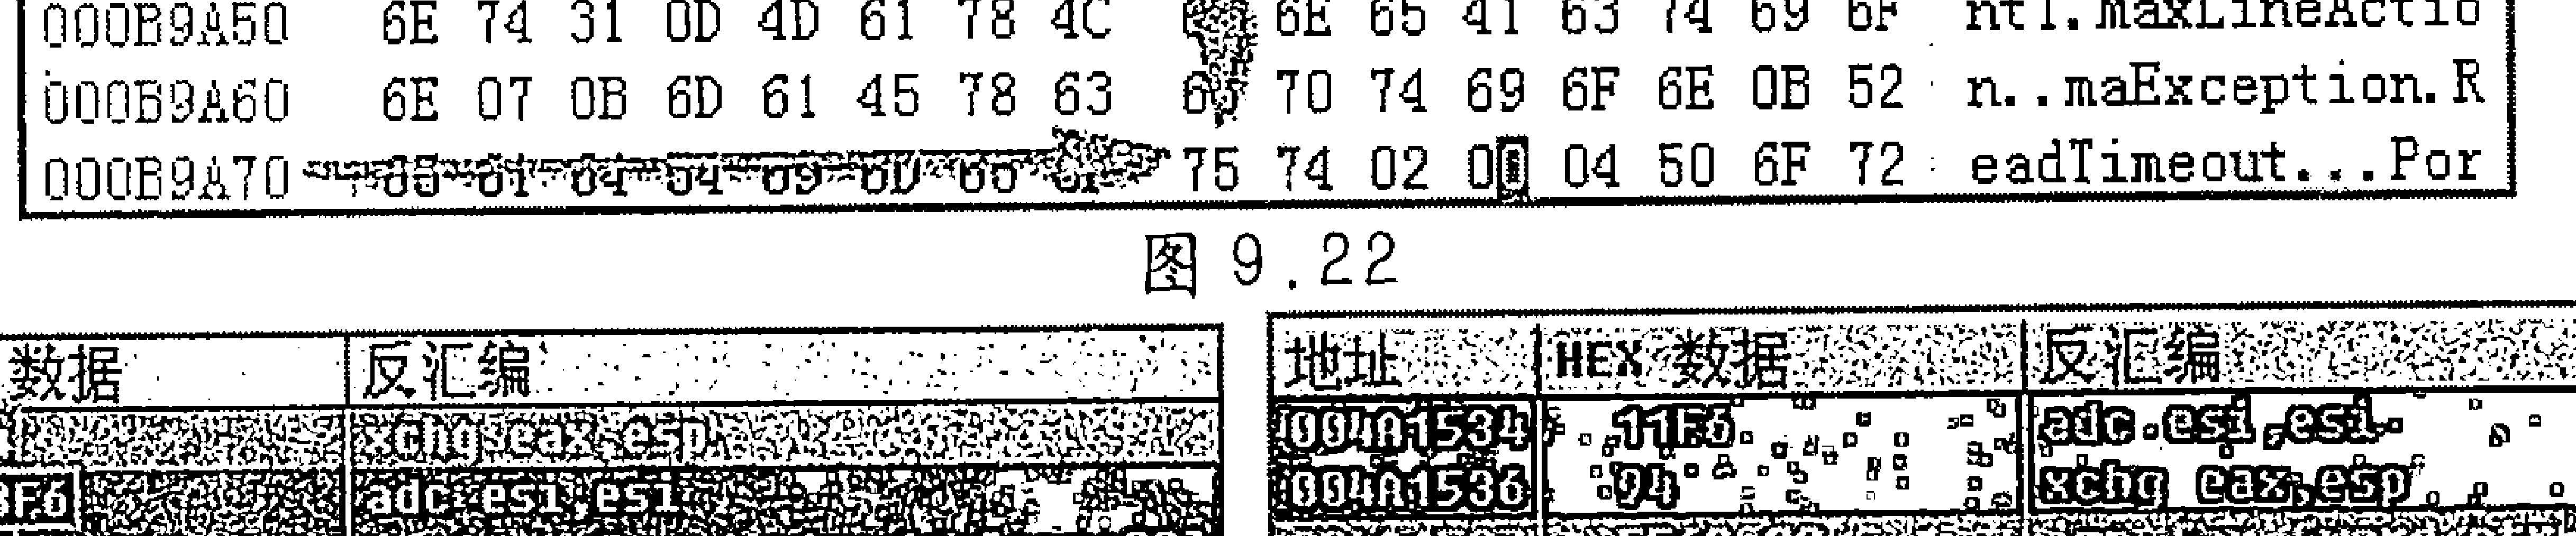 000B9A50 6E 74 31 0D 4D 61 78 4C 6E 65 41 63 74 69 6F nt1.maxLineActio
000B9A60 6E 07 0B 6D 61 45 78 63 70 74 69 6F 6E 0B 52 n..maException.R
000B9A70 75 74 02 04 50 6F 72 eadTimeout...Por
图 9.22
数据 反汇编 地址 HEX 数据 反汇编
xchg eax,esp 004A1534 11F6 adc esi,esi
F6 adc esi,esi 004A1536 94 xchg eax,esp